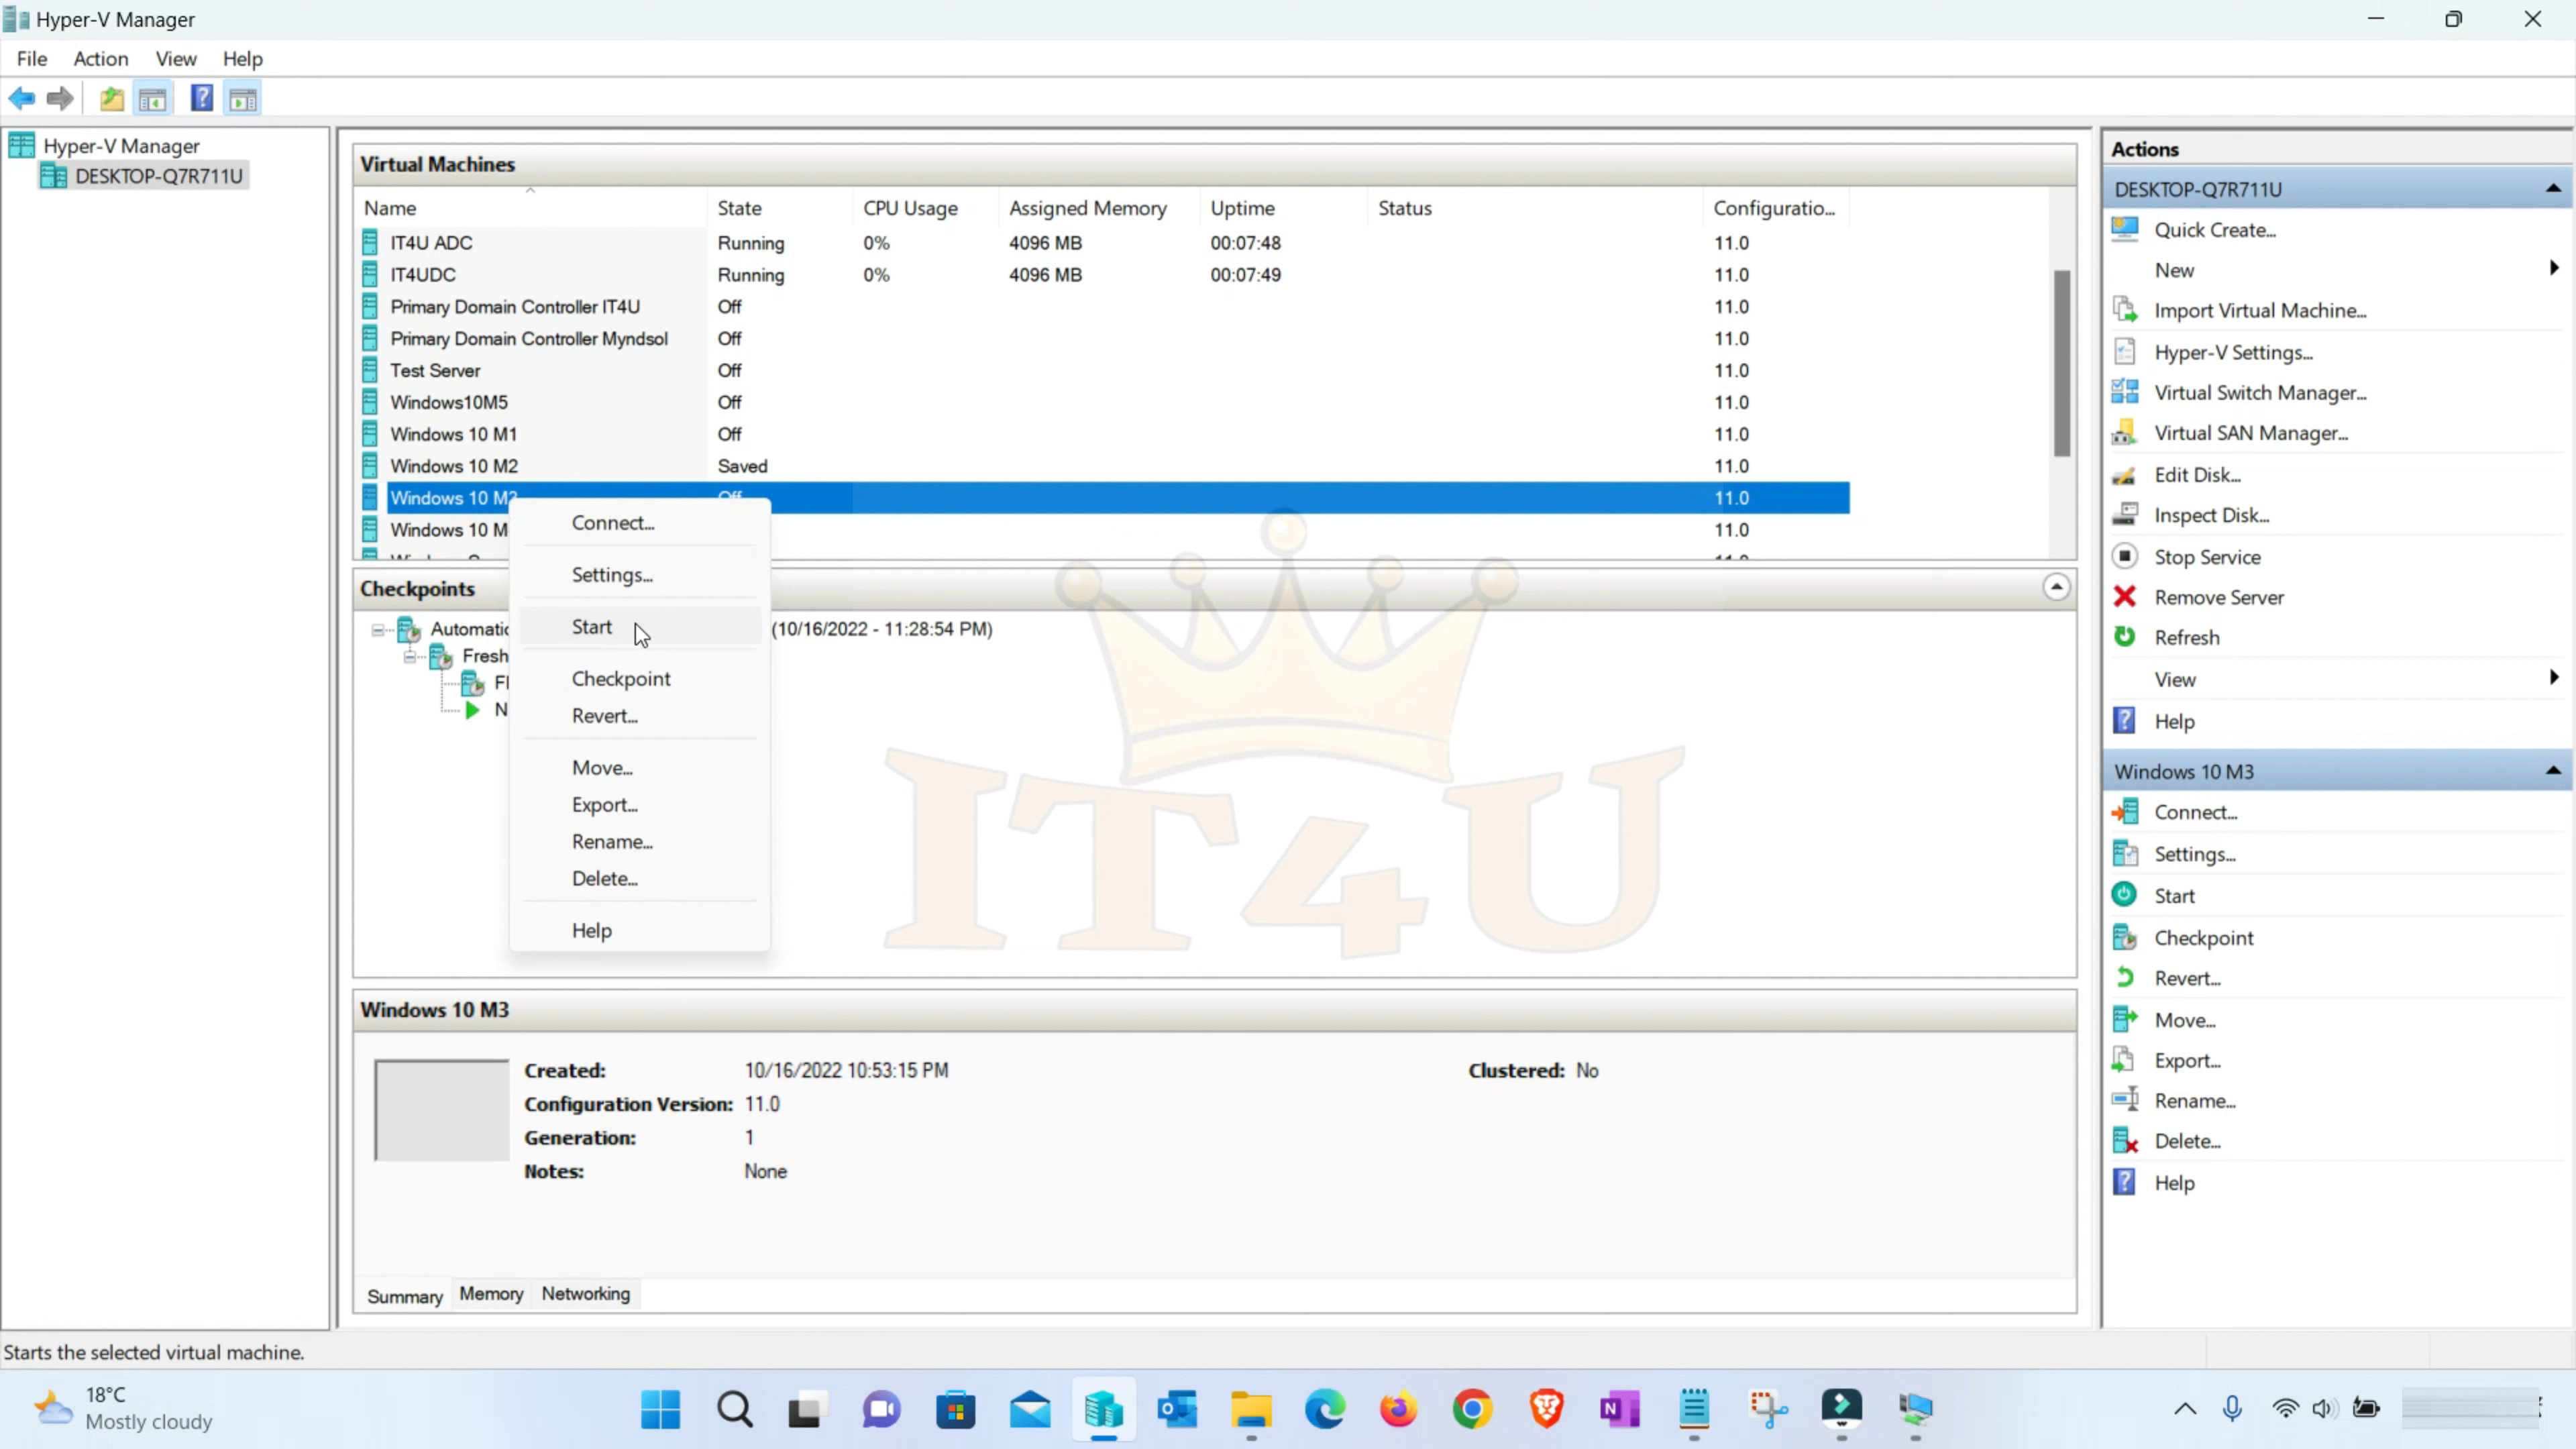 Hyper-V Manager
File Action View Help
Hyper-V Manager
DESKTOP-Q7R711U
Virtual Machines
Name State CPU Usage Assigned Memory Uptime Status Configuratio...
IT4U ADC Running 0% 4096 MB 00:07:48 11.0
IT4UDC Running 0% 4096 MB 00:07:49 11.0
Primary Domain Controller IT4U Off 11.0
Primary Domain Controller Myndsol Off 11.0
Test Server Off 11.0
Windows10M5 Off 11.0
Windows 10 M1 Off 11.0
Windows 10 M2 Saved 11.0
Windows 10 M3 Off 11.0
Windows 10 M 11.0
Connect...
Settings...
Start
Checkpoint
Revert...
Move...
Export...
Rename...
Delete...
Help
Checkpoints
Automatic (10/16/2022 - 11:28:54 PM)
Fresh
N
IT4U
Windows 10 M3
Created: 10/16/2022 10:53:15 PM Clustered: No
Configuration Version: 11.0
Generation: 1
Notes: None
Summary Memory Networking
Actions
DESKTOP-Q7R711U
Quick Create...
New
Import Virtual Machine...
Hyper-V Settings...
Virtual Switch Manager...
Virtual SAN Manager...
Edit Disk...
Inspect Disk...
Stop Service
Remove Server
Refresh
View
Help
Windows 10 M3
Connect...
Settings...
Start
Checkpoint
Revert...
Move...
Export...
Rename...
Delete...
Help
Starts the selected virtual machine.
18°C
Mostly cloudy